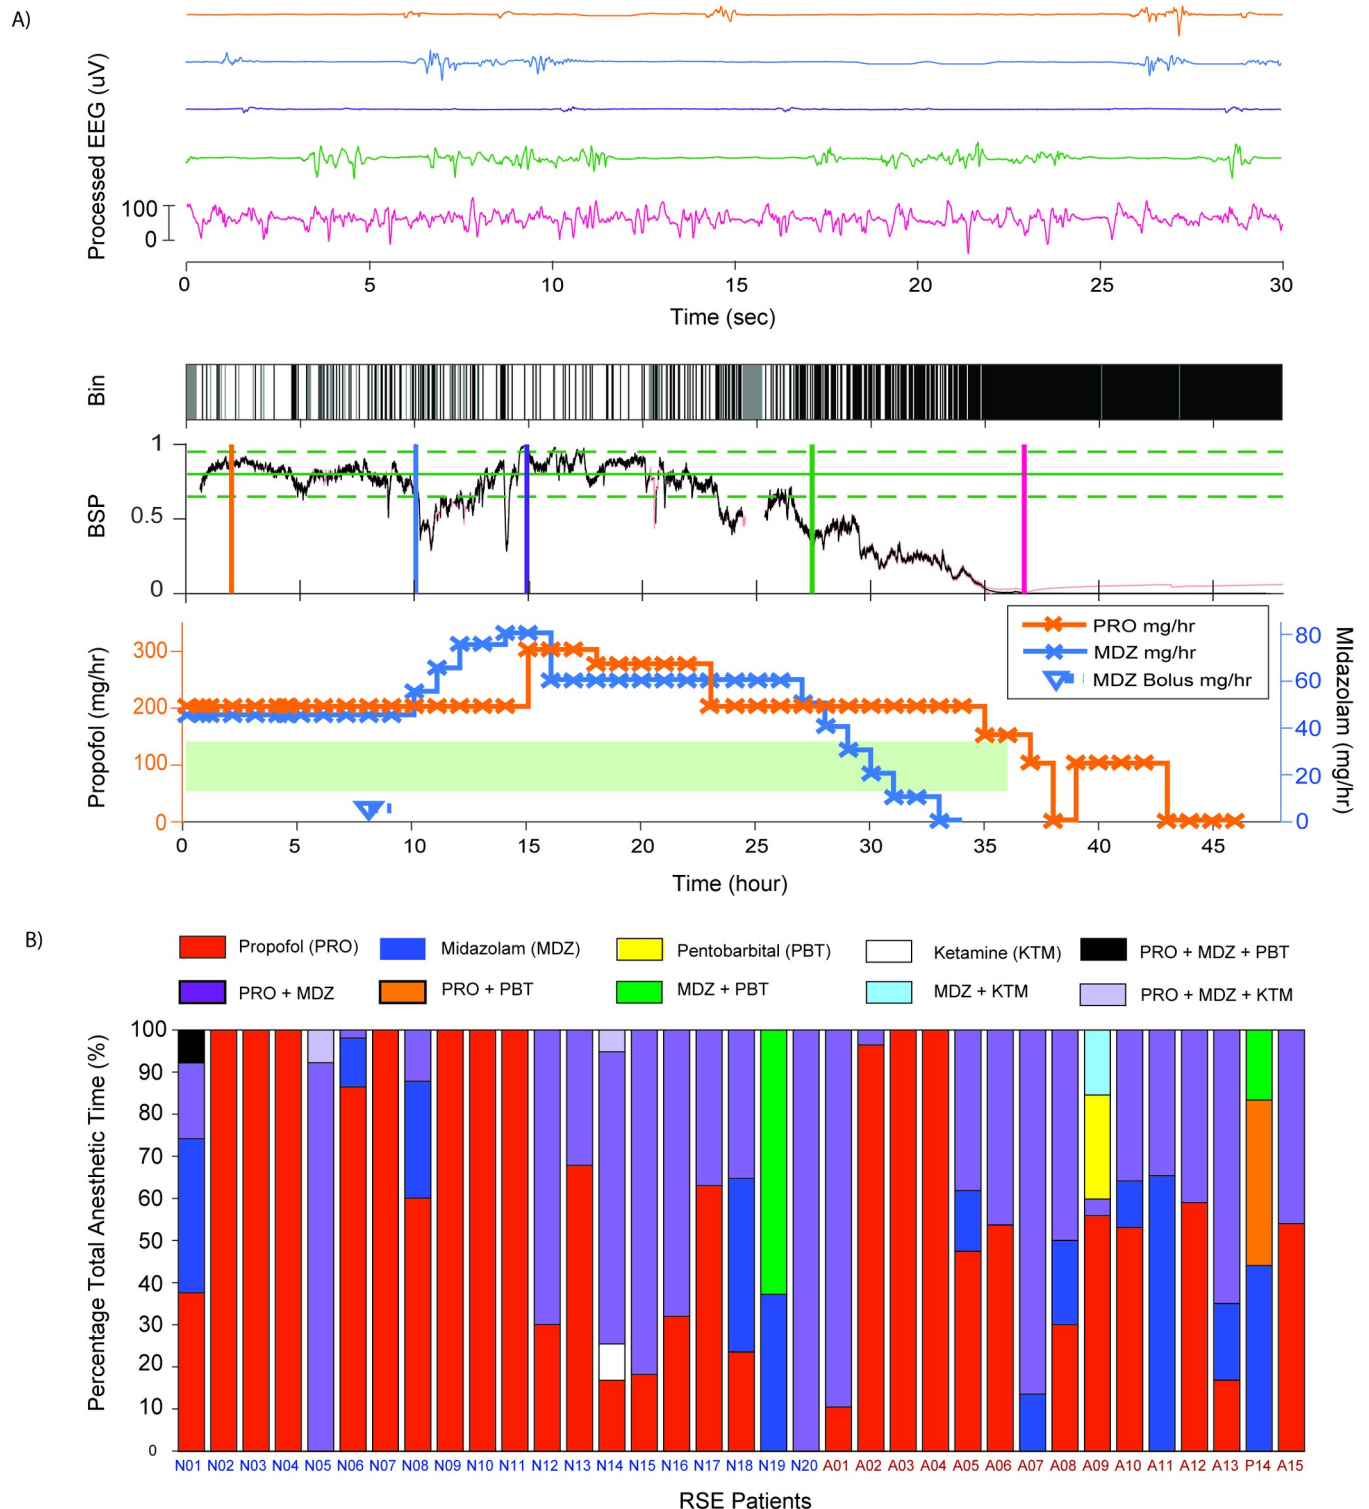 A)
Processed EEG (uV)
100
0
0 5 10 15 20 25 30
Time (sec)
Bin
BSP
1
0.5
0
PRO mg/hr
MDZ mg/hr
MDZ Bolus mg/hr
Propofol (mg/hr)
300
200
100
0
MIdazolam (mg/hr)
80
60
40
20
0
0 5 10 15 20 25 30 35 40 45
Time (hour)
B)
Propofol (PRO) Midazolam (MDZ) Pentobarbital (PBT) Ketamine (KTM) PRO + MDZ + PBT
PRO + MDZ PRO + PBT MDZ + PBT MDZ + KTM PRO + MDZ + KTM
Percentage Total Anesthetic Time (%)
100
90
80
70
60
50
40
30
20
10
0
N01 N02 N03 N04 N05 N06 N07 N08 N09 N10 N11 N12 N13 N14 N15 N16 N17 N18 N19 N20 A01 A02 A03 A04 A05 A06 A07 A08 A09 A10 A11 A12 A13 P14 A15
RSE Patients